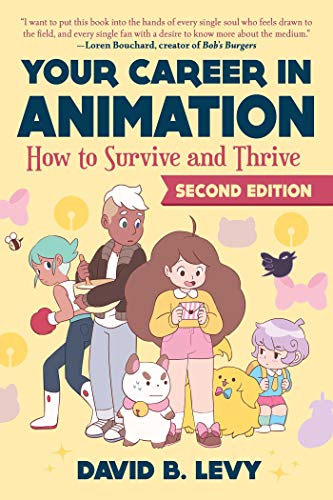 “I want to put this book into the hands of every single soul who feels drawn to
the field, and every single fan with a desire to know more about the medium.”
—Loren Bouchard, creator of Bob's Burgers
YOUR CAREER IN
ANIMATION
How to Survive and Thrive
SECOND EDITION
DAVID B. LEVY